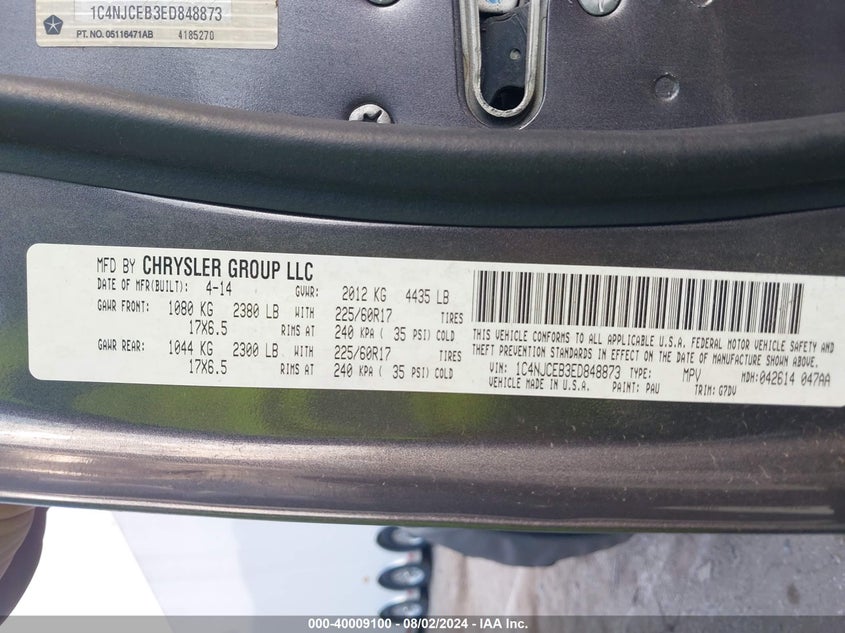 1C4NJCEB3ED848873
PT. NO. 05116471AB 4185270
MFD BY CHRYSLER GROUP LLC
DATE OF MFR(BUILT): 4-14 GVWR: 2012 KG 4435 LB
GAWR FRONT: 1080 KG 2380 LB WITH 225/60R17 TIRES
17X6.5 RIMS AT 240 KPA ( 35 PSI) COLD
GAWR REAR: 1044 KG 2300 LB WITH 225/60R17 TIRES
17X6.5 RIMS AT 240 KPA ( 35 PSI) COLD
THIS VEHICLE CONFORMS TO ALL APPLICABLE U.S.A. FEDERAL MOTOR VEHICLE SAFETY AND
THEFT PREVENTION STANDARDS IN EFFECT ON THE DATE OF MANUFACTURE SHOWN ABOVE.
VIN: 1C4NJCEB3ED848873 TYPE: MPV MDH:042614 047AA
VEHICLE MADE IN U.S.A. PAINT: PAU TRIM: G7DV
000-40009100 - 08/02/2024 - IAA Inc.